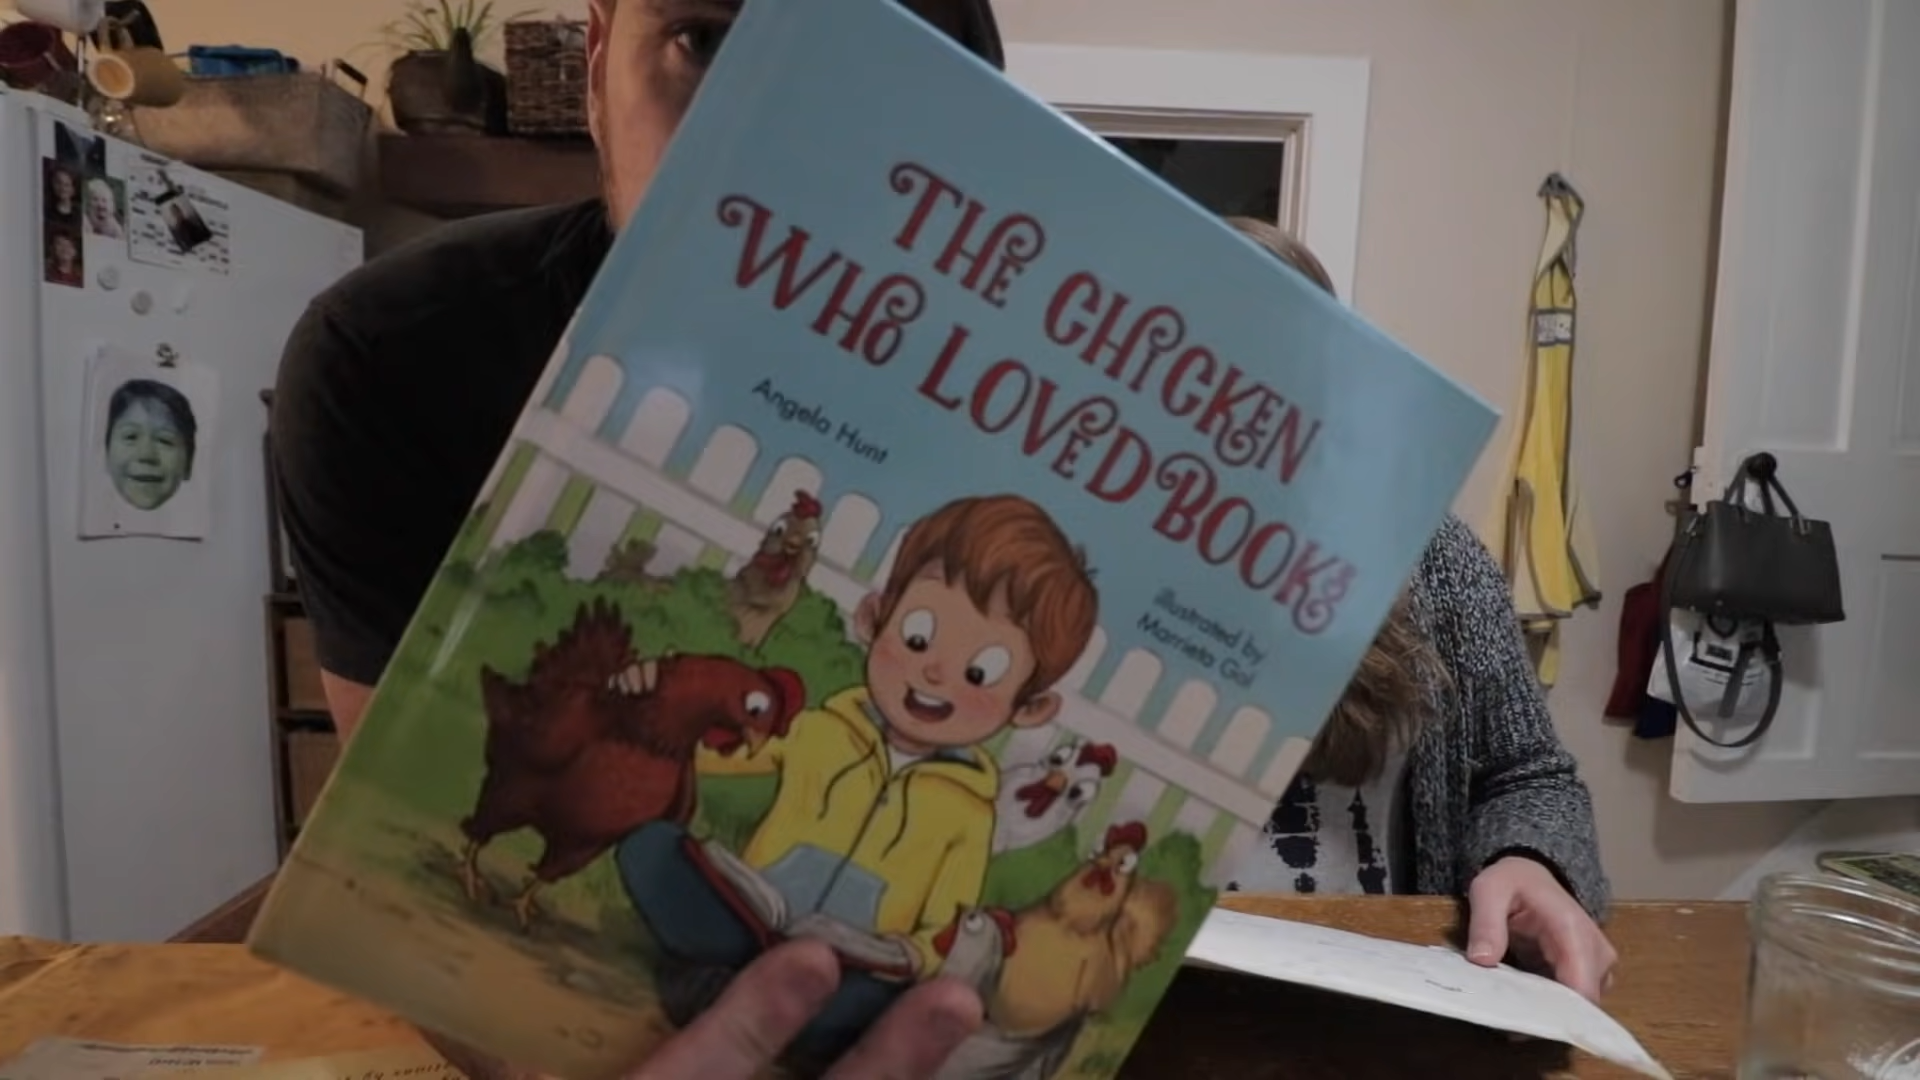 THE CHICKEN
WHO LOVED BOOKS
Angela Hunt
illustrated by
Marrieta Gal